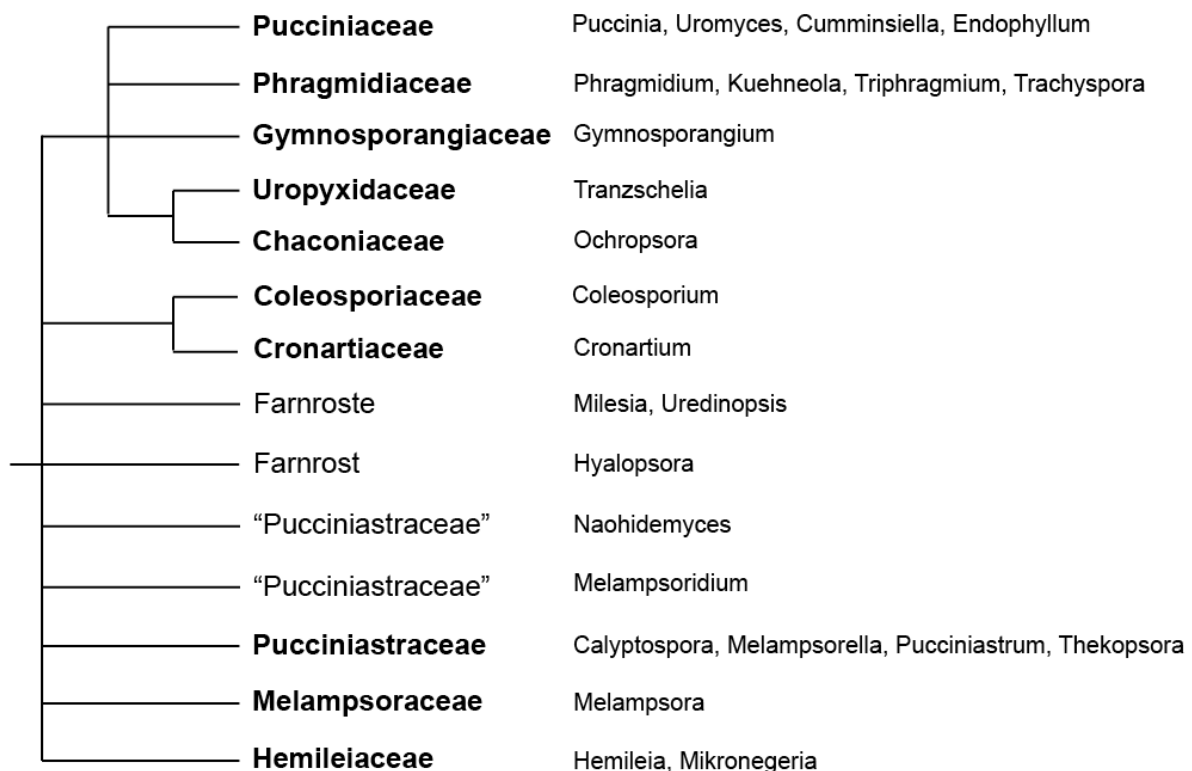 Pucciniaceae Puccinia, Uromyces, Cumminsiella, Endophyllum
Phragmidiaceae Phragmidium, Kuehneola, Triphragmium, Trachyspora
Gymnosporangiaceae Gymnosporangium
Uropyxidaceae Tranzschelia
Chaconiaceae Ochropsora
Coleosporiaceae Coleosporium
Cronartiaceae Cronartium
Farnroste Milesia, Uredinopsis
Farnrost Hyalopsora
“Pucciniastraceae” Naohidemyces
“Pucciniastraceae” Melampsoridium
Pucciniastraceae Calyptospora, Melampsorella, Pucciniastrum, Thekopsora
Melampsoraceae Melampsora
Hemileiaceae Hemileia, Mikronegeria